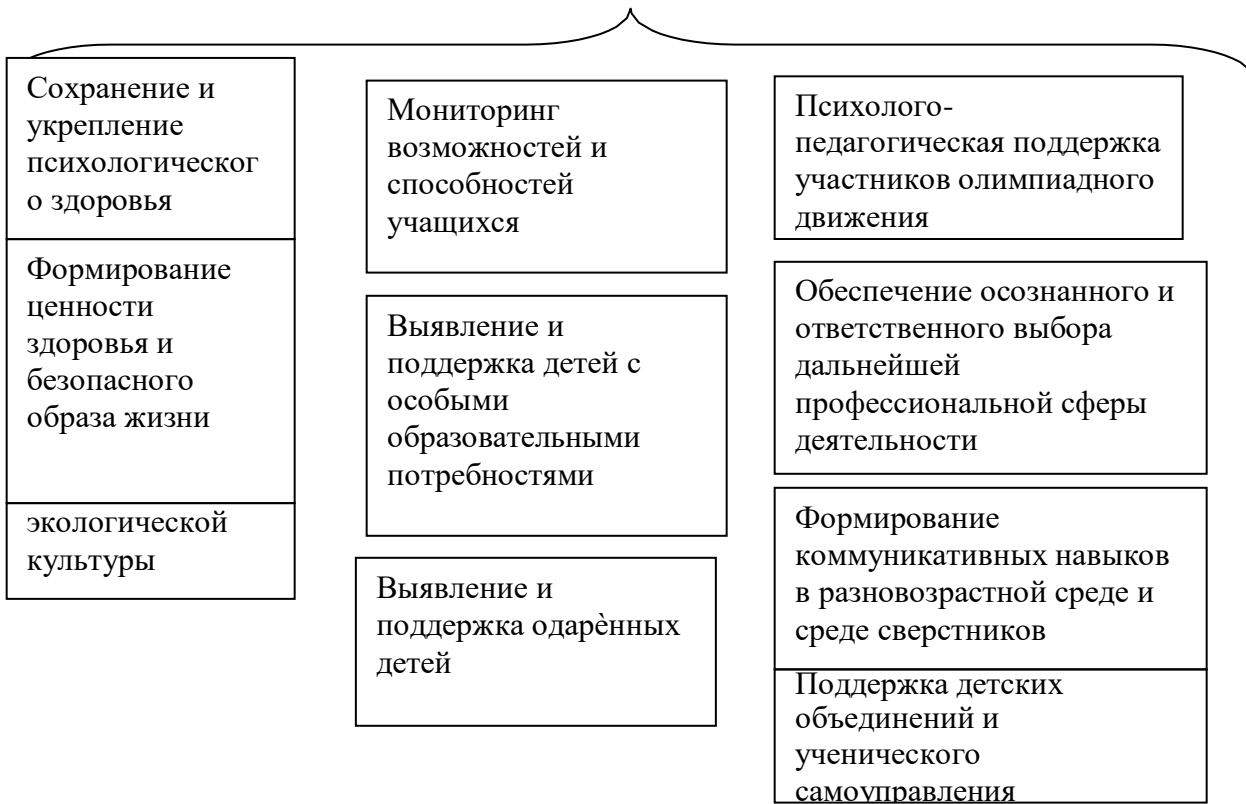 Сохранение и
укрепление
психологическог
о здоровья
Формирование
ценности
здоровья и
безопасного
образа жизни
экологической
культуры
Мониторинг
возможностей и
способностей
учащихся
Выявление и
поддержка детей с
особыми
образовательными
потребностями
Выявление и
поддержка одарѐнных
детей
Психолого-
педагогическая поддержка
участников олимпиадного
движения
Обеспечение осознанного и
ответственного выбора
дальнейшей
профессиональной сферы
деятельности
Формирование
коммуникативных навыков
в разновозрастной среде и
среде сверстников
Поддержка детских
объединений и
ученического
самоуправления